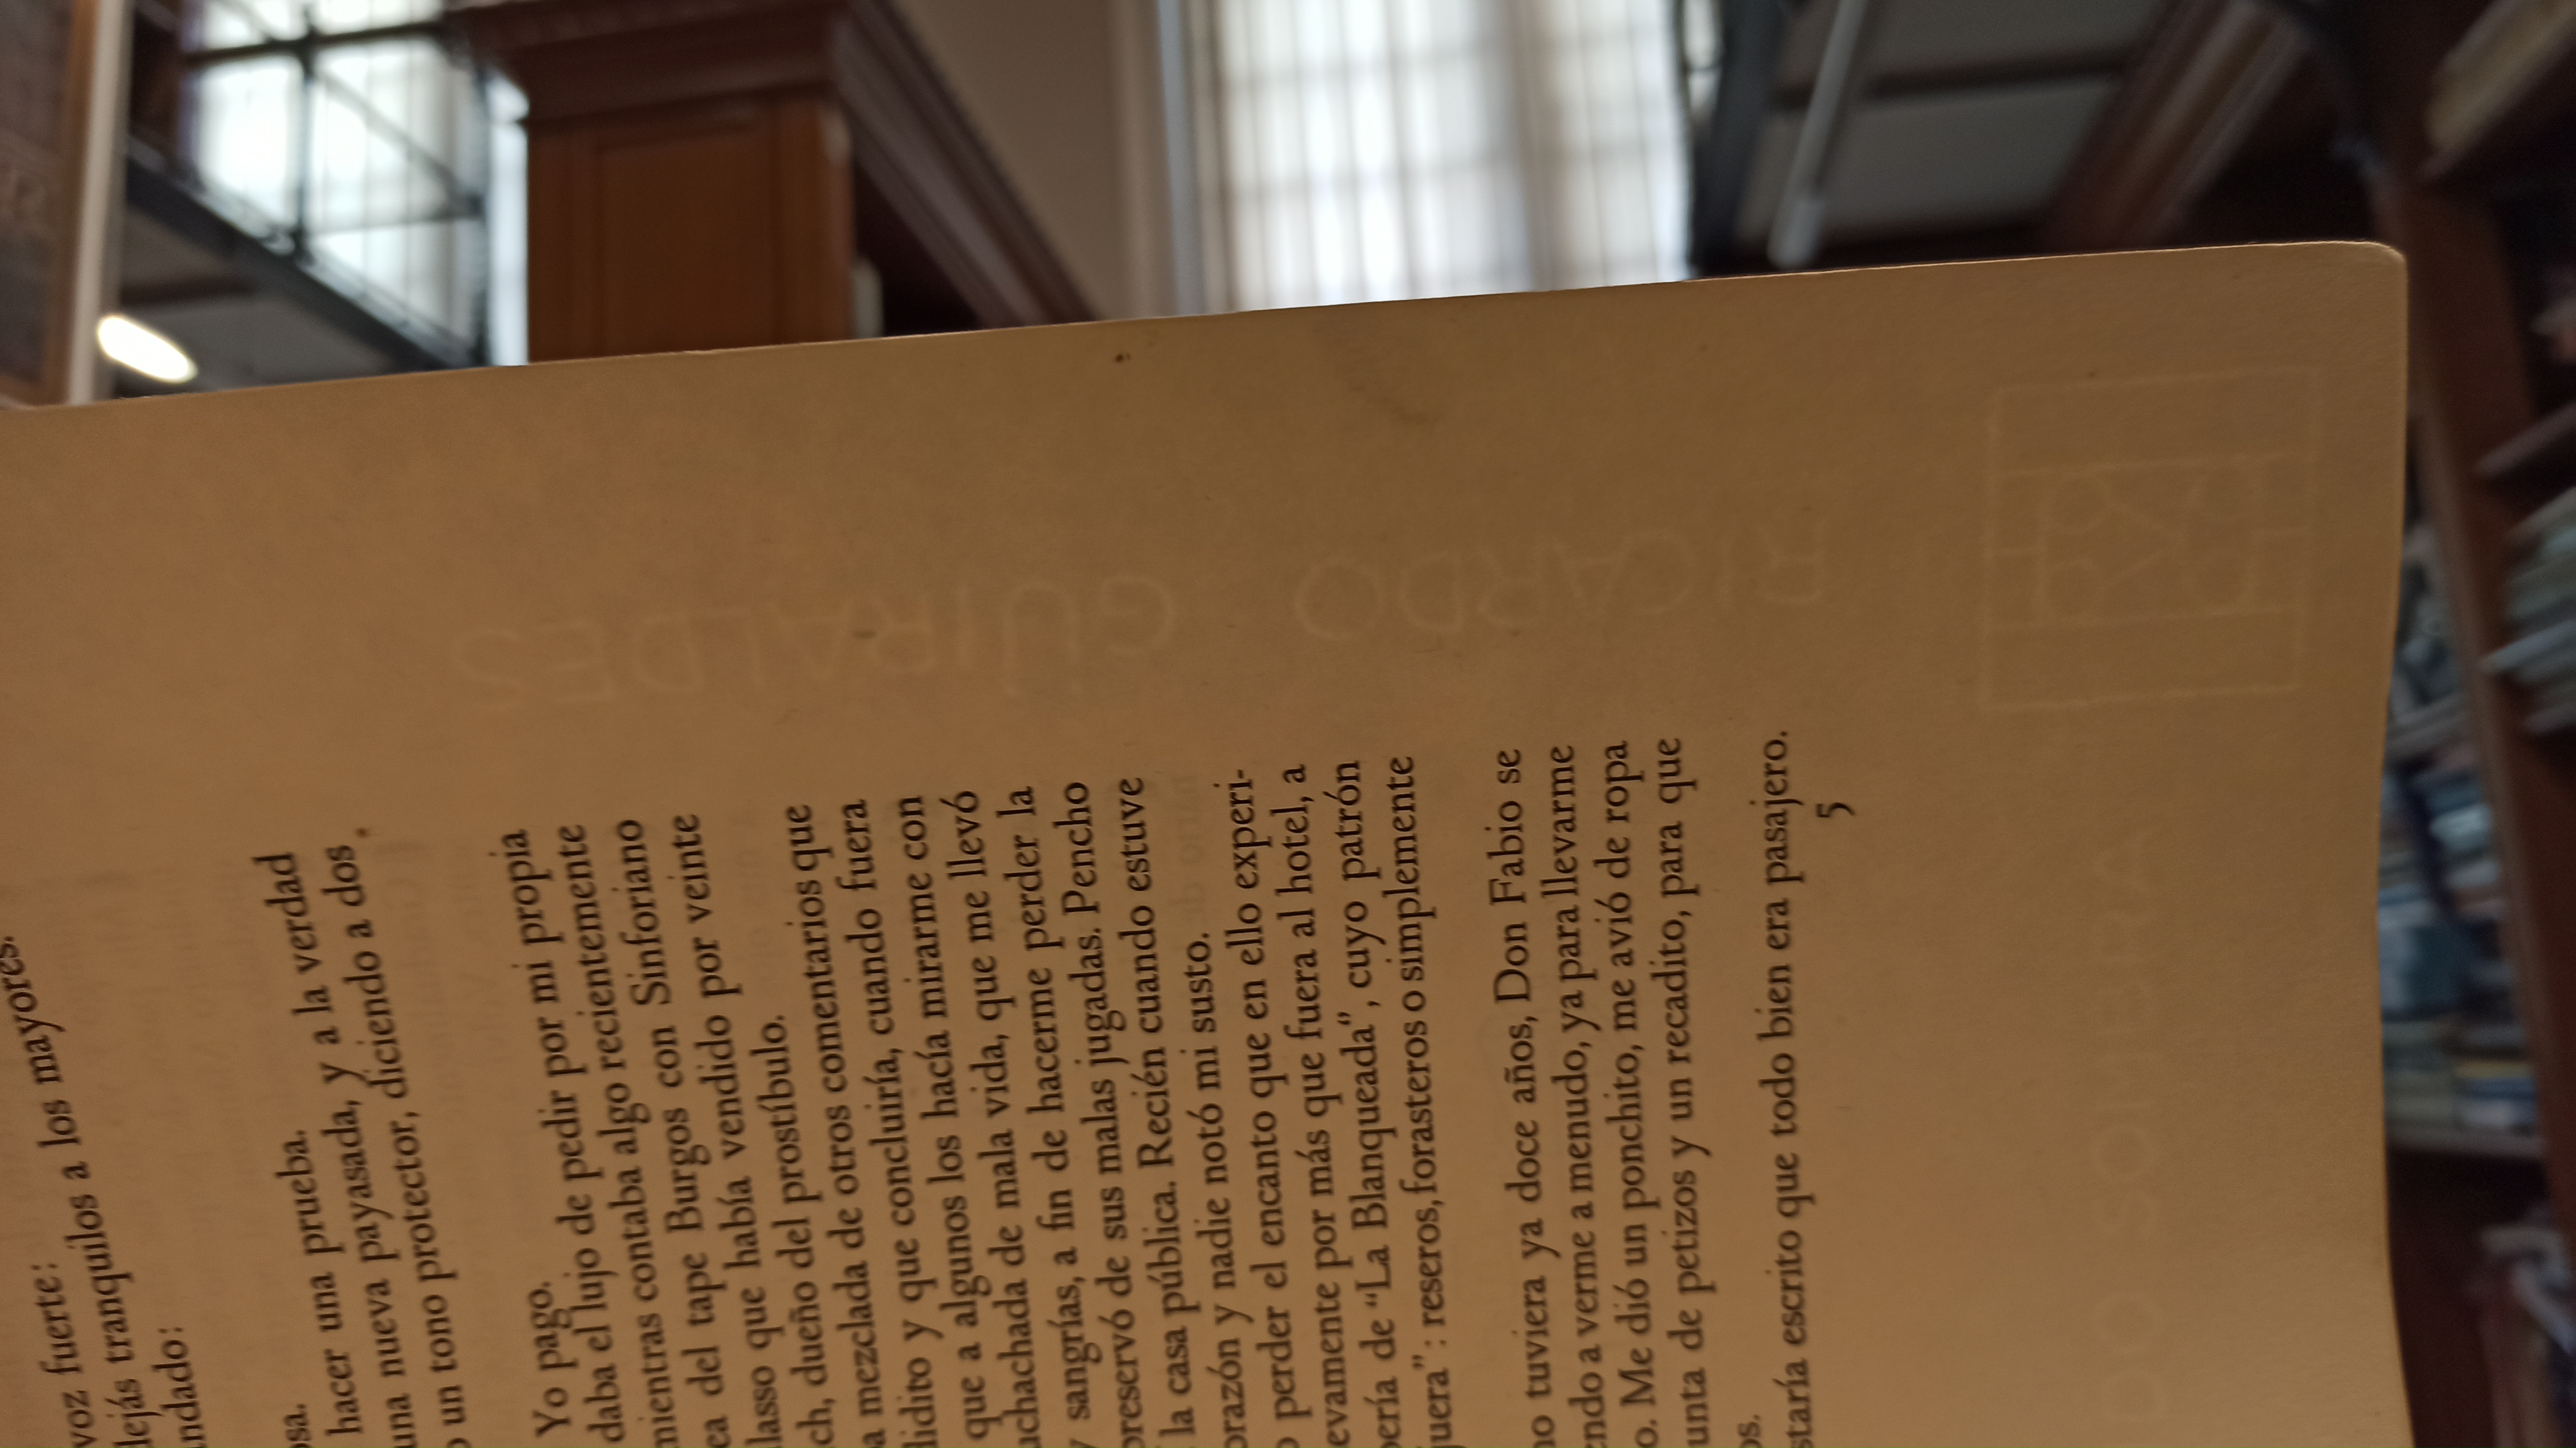 voz fuerte:
dejás tranquilos a los mayores.
ndado:
osa.
hacer una prueba.
una nueva payasada, y a la verdad
o un tono protector, diciendo a dos
Yo pago.
daba el lujo de pedir por mi propia
mientras contaba algo recientemente
ea del tape Burgos con Sinforiano
lasso que había vendido por veinte
ch, dueño del prostíbulo.
a mezclada de otros comentarios que
didito y que concluiría, cuando fuera
que a algunos los hacía mirarme con
uchachada de mala vida, que me llevó
y sangrías, a fin de hacerme perder la
preservó de sus malas jugadas. Pencho
la casa pública. Recién cuando estuve
orazón y nadie notó mi susto.
o perder el encanto que en ello experi-
evamente por más que fuera al hotel, a
pería de “La Blanqueada”, cuyo patrón
uera” : reseros, forasteros o simplemente
no tuviera ya doce años, Don Fabio se
endo a verme a menudo, ya para llevarme
o. Me dió un ponchito, me avió de ropa
unta de petizos y un recadito, para que
os.
staría escrito que todo bien era pasajero.
5
RICARDO GÜIRALDES
DO SOMBRA